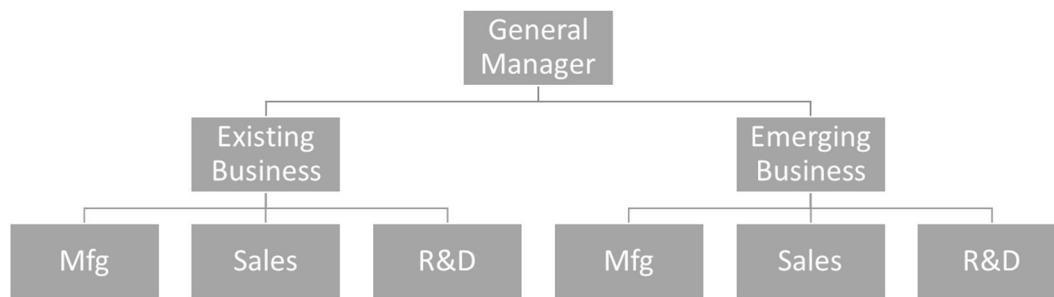 General
Manager
Existing
Business
Emerging
Business
Mfg
Sales
R&D
Mfg
Sales
R&D